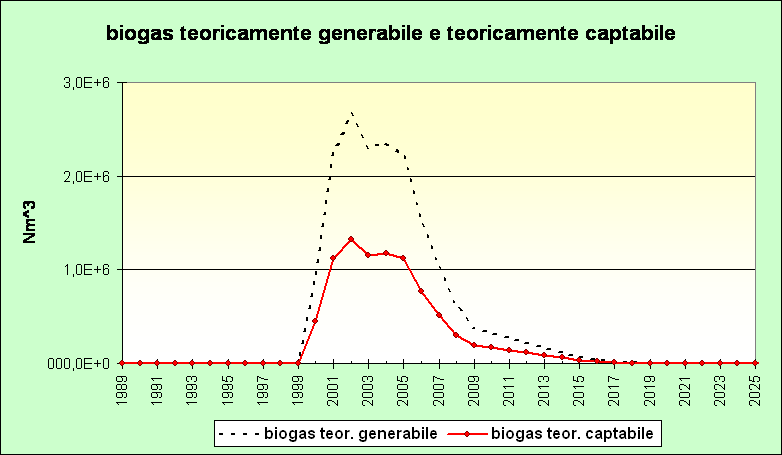 biogas teoricamente generabile e teoricamente captabile
3,0E+6
2,0E+6
1,0E+6
000,0E+0
Nm^3
1989
1991
1993
1995
1997
1999
2001
2003
2005
2007
2009
2011
2013
2015
2017
2019
2021
2023
2025
biogas teor. generabile
biogas teor. captabile